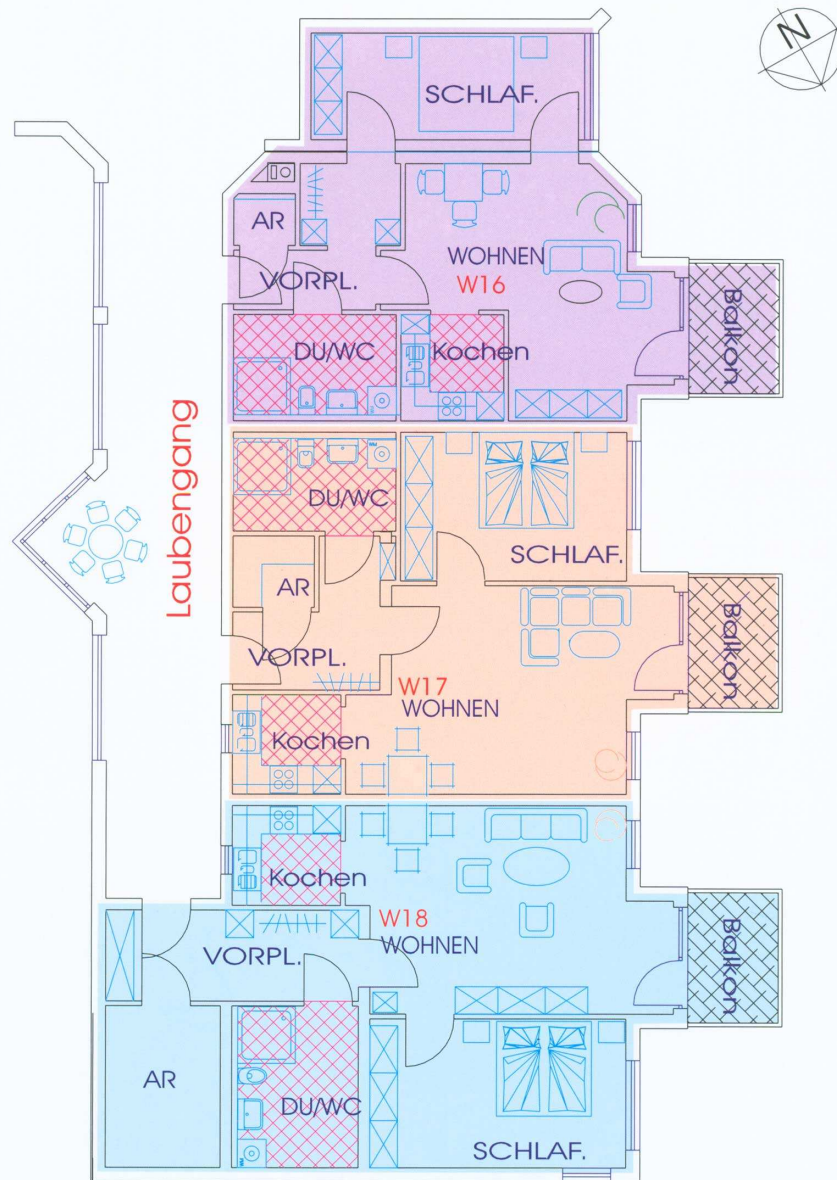 N
SCHLAF.
AR
WOHNEN
W16
VORPL.
Balkon
DU/WC
Kochen
Laubengang
DU/WC
SCHLAF.
AR
Balkon
VORPL.
W17
WOHNEN
Kochen
Kochen
W18
WOHNEN
VORPL.
Balkon
AR
DU/WC
SCHLAF.